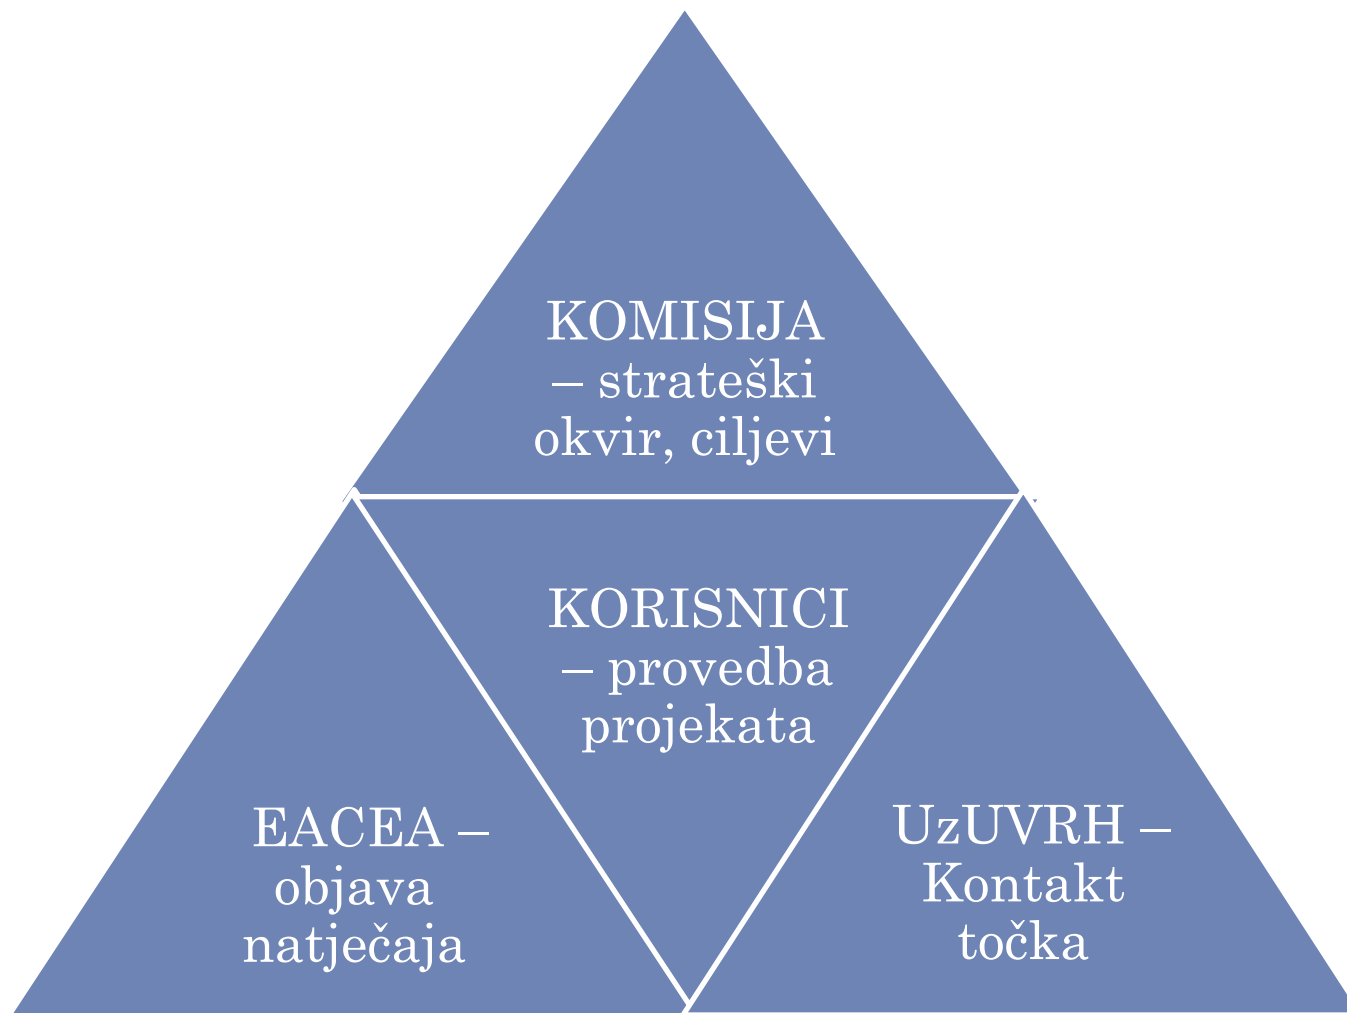 KOMISIJA
– strateški
okvir, ciljevi
KORISNICI
– provedba
projekata
EACEA –
objava
natječaja
UzUVRH –
Kontakt
točka